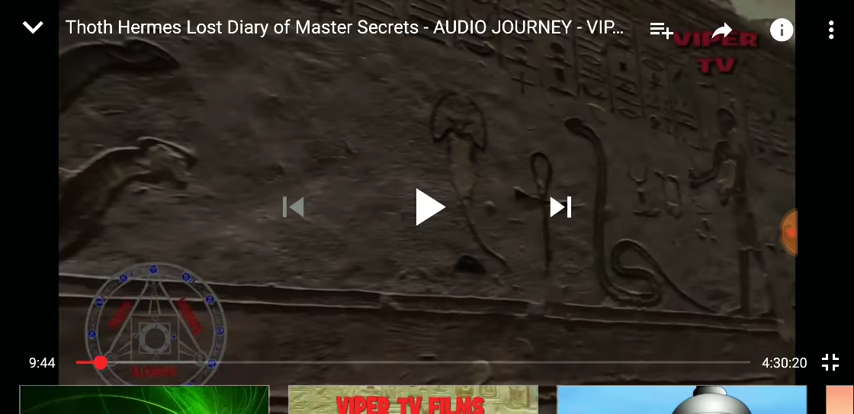 Thoth Hermes Lost Diary of Master Secrets - AUDIO JOURNEY - VIP...
VIPER
TV
9:44
4:30:20
VIPER TV FILMS